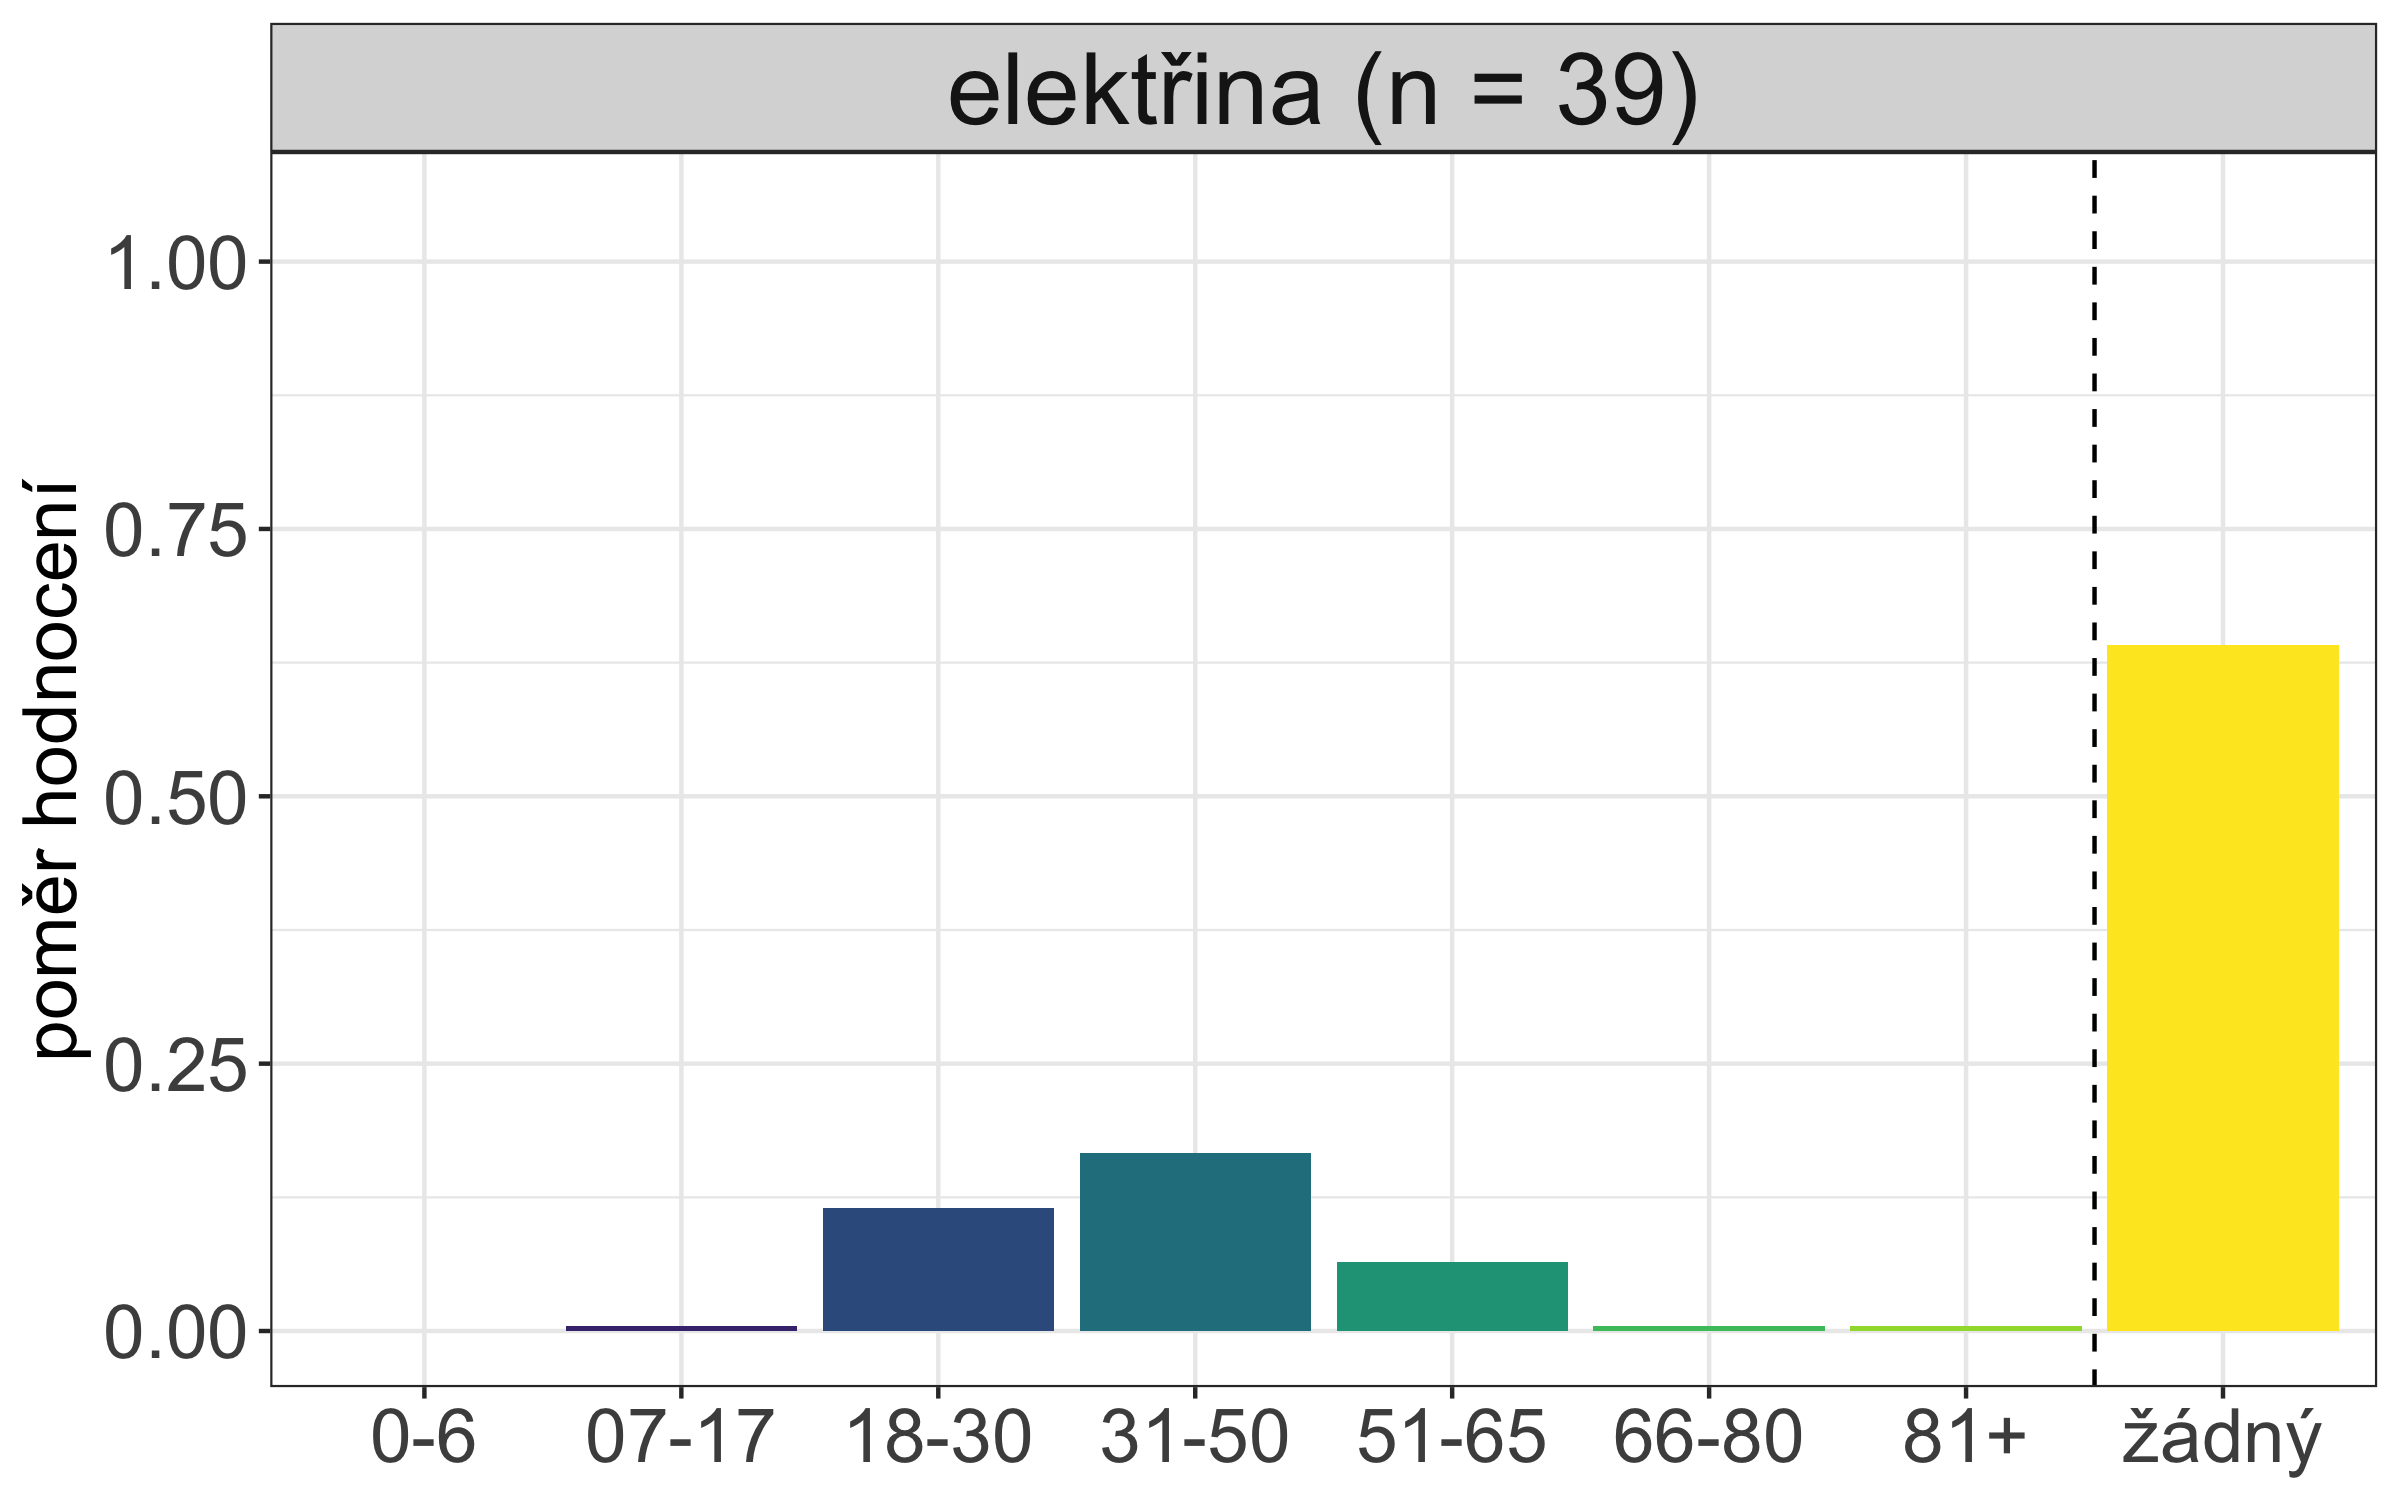 elektřina (n = 39)
poměr hodnocení
1.00
0.75
0.50
0.25
0.00
0-6 07-17 18-30 31-50 51-65 66-80 81+ žádný